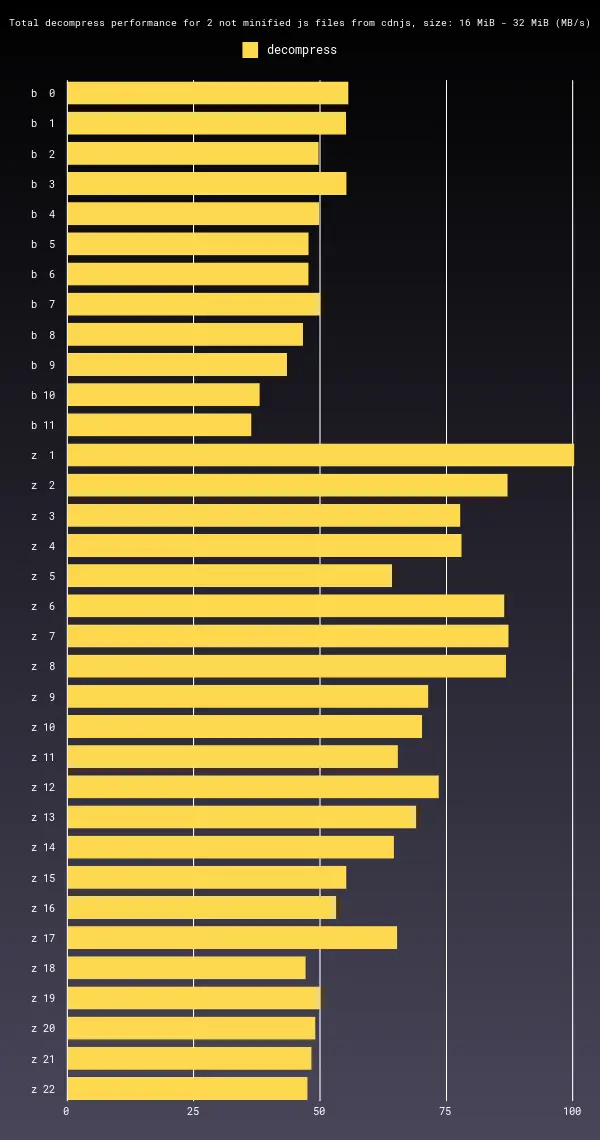 Total decompress performance for 2 not minified js files from cdnjs, size: 16 MiB - 32 MiB (MB/s)
decompress
b 0
b 1
b 2
b 3
b 4
b 5
b 6
b 7
b 8
b 9
b 10
b 11
z 1
z 2
z 3
z 4
z 5
z 6
z 7
z 8
z 9
z 10
z 11
z 12
z 13
z 14
z 15
z 16
z 17
z 18
z 19
z 20
z 21
z 22
0 25 50 75 100